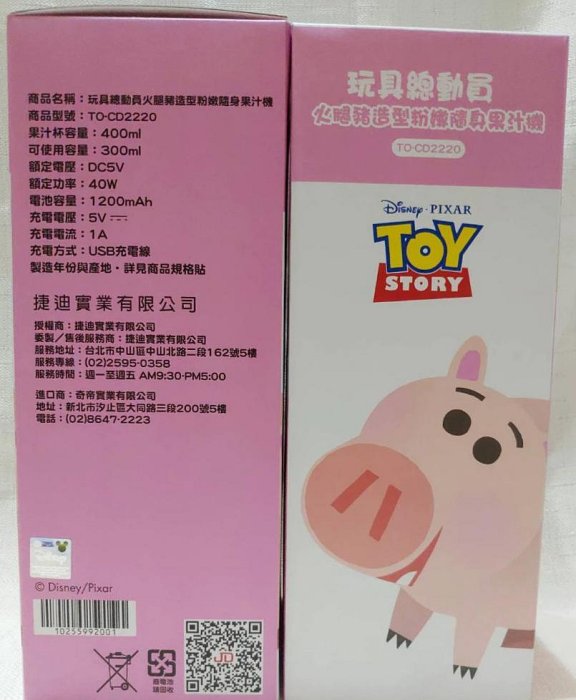 商品名稱：玩具總動員火腿豬造型粉嫩隨身果汁機
商品型號：TO-CD2220
果汁杯容量：400ml
可使用容量：300ml
額定電壓：DC5V
額定功率：40W
電池容量：1200mAh
充電電壓：5V⎓
充電電流：1A
充電方式：USB充電線
製造年份與產地，詳見商品規格貼
捷迪實業有限公司
授權商：捷迪實業有限公司
委製／售後服務商：捷迪實業有限公司
服務地址：台北市中山區中山北路二段162號5樓
服務專線：(02)2595-0358
服務時間：週一至週五 AM9:30-PM5:00
進口商：奇帝實業有限公司
地址：新北市汐止區大同路三段200號5樓
電話：(02)8647-2223
© Disney/Pixar
10255992001
廢電池
請回收
JD
玩具總動員
火腿豬造型粉嫩隨身果汁機
TO-CD2220
Disney · PIXAR
TOY
STORY